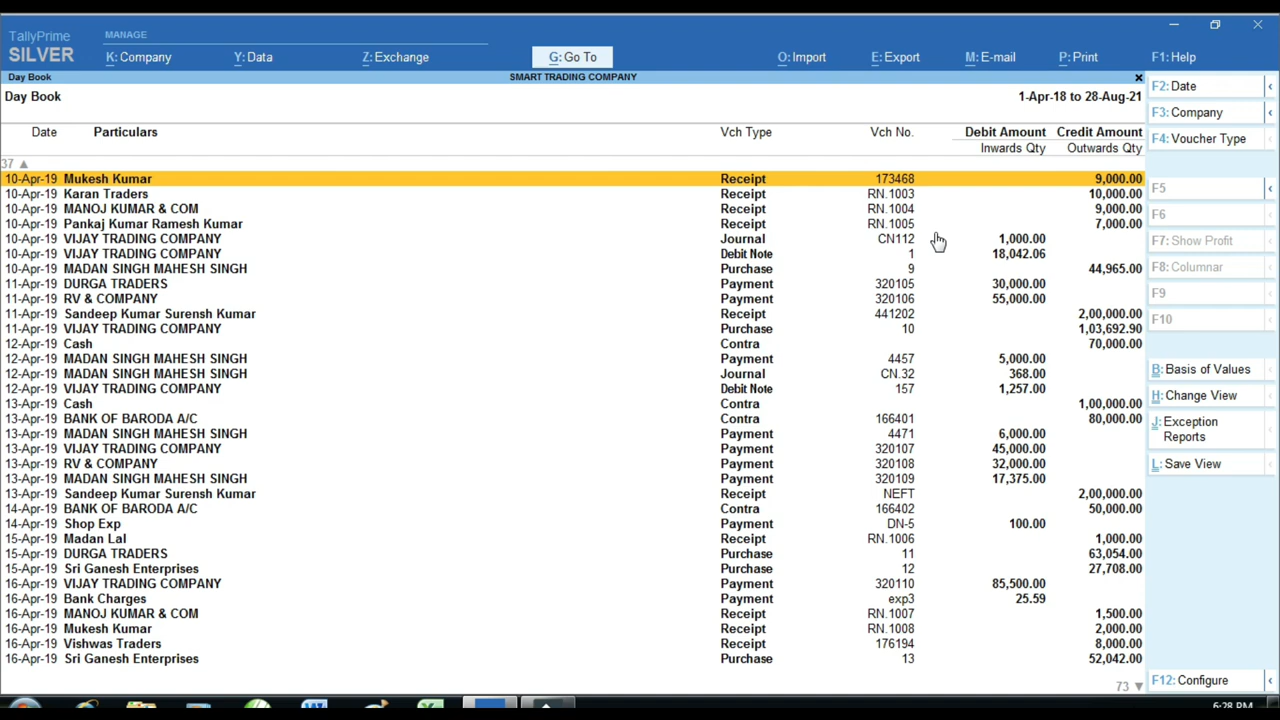 TallyPrime MANAGE
SILVER K: Company Y: Data Z: Exchange G: Go To O: Import E: Export M: E-mail P: Print F1: Help
Day Book SMART TRADING COMPANY x F2: Date
Day Book 1-Apr-18 to 28-Aug-21
F3: Company
Date Particulars Vch Type Vch No. Debit Amount Credit Amount F4: Voucher Type
Inwards Qty Outwards Qty
37
10-Apr-19 Mukesh Kumar Receipt 173468 9,000.00 F5
10-Apr-19 Karan Traders Receipt RN.1003 10,000.00
10-Apr-19 MANOJ KUMAR & COM Receipt RN.1004 9,000.00 F6
10-Apr-19 Pankaj Kumar Ramesh Kumar Receipt RN.1005 7,000.00
10-Apr-19 VIJAY TRADING COMPANY Journal CN112 1,000.00 F7: Show Profit
10-Apr-19 VIJAY TRADING COMPANY Debit Note 1 18,042.06
10-Apr-19 MADAN SINGH MAHESH SINGH Purchase 9 44,965.00 F8: Columnar
11-Apr-19 DURGA TRADERS Payment 320105 30,000.00
11-Apr-19 RV & COMPANY Payment 320106 55,000.00 F9
11-Apr-19 Sandeep Kumar Surensh Kumar Receipt 441202 2,00,000.00 F10
11-Apr-19 VIJAY TRADING COMPANY Purchase 10 1,03,692.90
12-Apr-19 Cash Contra 70,000.00
12-Apr-19 MADAN SINGH MAHESH SINGH Payment 4457 5,000.00
12-Apr-19 MADAN SINGH MAHESH SINGH Journal CN.32 368.00 B: Basis of Values
12-Apr-19 VIJAY TRADING COMPANY Debit Note 157 1,257.00 H: Change View
13-Apr-19 Cash Contra 1,00,000.00
13-Apr-19 BANK OF BARODA A/C Contra 166401 80,000.00 J: Exception
13-Apr-19 MADAN SINGH MAHESH SINGH Payment 4471 6,000.00 Reports
13-Apr-19 VIJAY TRADING COMPANY Payment 320107 45,000.00
13-Apr-19 RV & COMPANY Payment 320108 32,000.00 L: Save View
13-Apr-19 MADAN SINGH MAHESH SINGH Payment 320109 17,375.00
13-Apr-19 Sandeep Kumar Surensh Kumar Receipt NEFT 2,00,000.00
14-Apr-19 BANK OF BARODA A/C Contra 166402 50,000.00
14-Apr-19 Shop Exp Payment DN-5 100.00
15-Apr-19 Madan Lal Receipt RN.1006 1,000.00
15-Apr-19 DURGA TRADERS Purchase 11 63,054.00
15-Apr-19 Sri Ganesh Enterprises Purchase 12 27,708.00
16-Apr-19 VIJAY TRADING COMPANY Payment 320110 85,500.00
16-Apr-19 Bank Charges Payment exp3 25.59
16-Apr-19 MANOJ KUMAR & COM Receipt RN.1007 1,500.00
16-Apr-19 Mukesh Kumar Receipt RN.1008 2,000.00
16-Apr-19 Vishwas Traders Receipt 176194 8,000.00
16-Apr-19 Sri Ganesh Enterprises Purchase 13 52,042.00
73 F12: Configure
6:28 PM